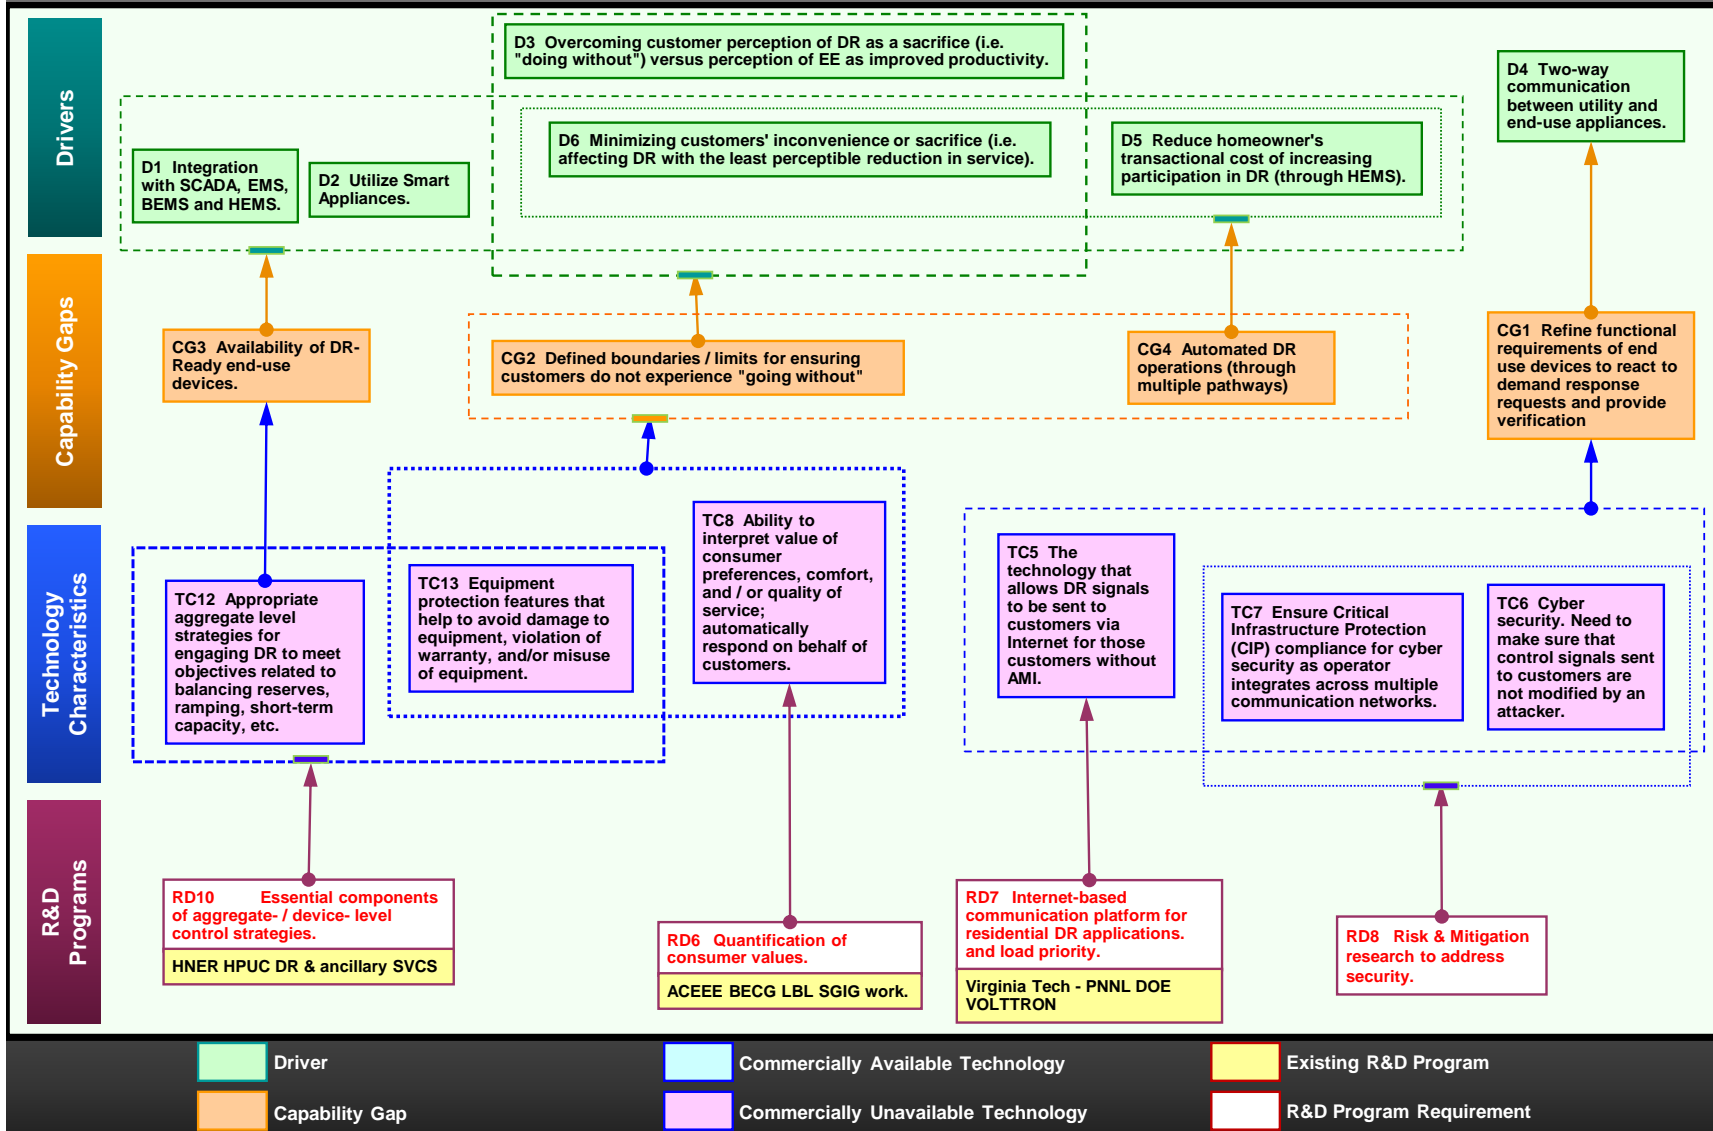 Drivers
D3 Overcoming customer perception of DR as a sacrifice (i.e.
"doing without") versus perception of EE as improved productivity.
D4 Two-way
communication
between utility and
end-use appliances.
D6 Minimizing customers' inconvenience or sacrifice (i.e.
affecting DR with the least perceptible reduction in service).
D5 Reduce homeowner's
transactional cost of increasing
participation in DR (through HEMS).
D1 Integration
with SCADA, EMS,
BEMS and HEMS.
D2 Utilize Smart
Appliances.
Capability Gaps
CG3 Availability of DR-
Ready end-use
devices.
CG2 Defined boundaries / limits for ensuring
customers do not experience "going without"
CG4 Automated DR
operations (through
multiple pathways)
CG1 Refine functional
requirements of end
use devices to react to
demand response
requests and provide
verification
Technology
Characteristics
TC12 Appropriate
aggregate level
strategies for
engaging DR to meet
objectives related to
balancing reserves,
ramping, short-term
capacity, etc.
TC13 Equipment
protection features that
help to avoid damage to
equipment, violation of
warranty, and/or misuse
of equipment.
TC8 Ability to
interpret value of
consumer
preferences, comfort,
and / or quality of
service;
automatically
respond on behalf of
customers.
TC5 The
technology that
allows DR signals
to be sent to
customers via
Internet for those
customers without
AMI.
TC7 Ensure Critical
Infrastructure Protection
(CIP) compliance for cyber
security as operator
integrates across multiple
communication networks.
TC6 Cyber
security. Need to
make sure that
control signals sent
to customers are
not modified by an
attacker.
R&D
Programs
RD10 Essential components
of aggregate- / device- level
control strategies.
HNER HPUC DR & ancillary SVCS
RD6 Quantification of
consumer values.
ACEEE BECG LBL SGIG work.
RD7 Internet-based
communication platform for
residential DR applications.
and load priority.
Virginia Tech - PNNL DOE
VOLTTRON
RD8 Risk & Mitigation
research to address
security.
Driver
Commercially Available Technology
Existing R&D Program
Capability Gap
Commercially Unavailable Technology
R&D Program Requirement